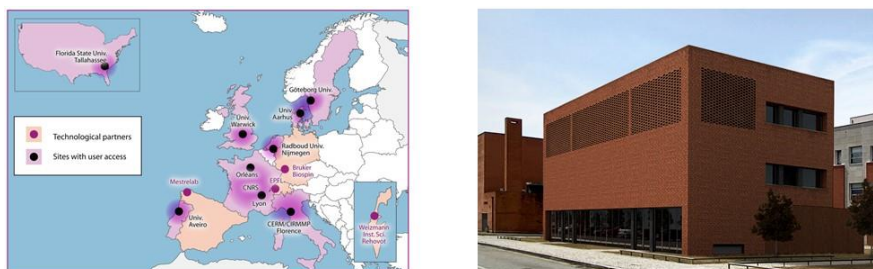 Florida State Univ.
Tallahassee
Technological partners
Sites with user access
Göteborg Univ.
Univ.
Aarhus
Univ.
Warwick
Radboud Univ.
Nijmegen
Bruker
Biospin
Orléans
Mestrelab
EPFL
CNRS
Lyon
Univ.
Aveiro
CERM/CIRMMP
Florence
Weizmann
Inst. Sci.
Rehovot